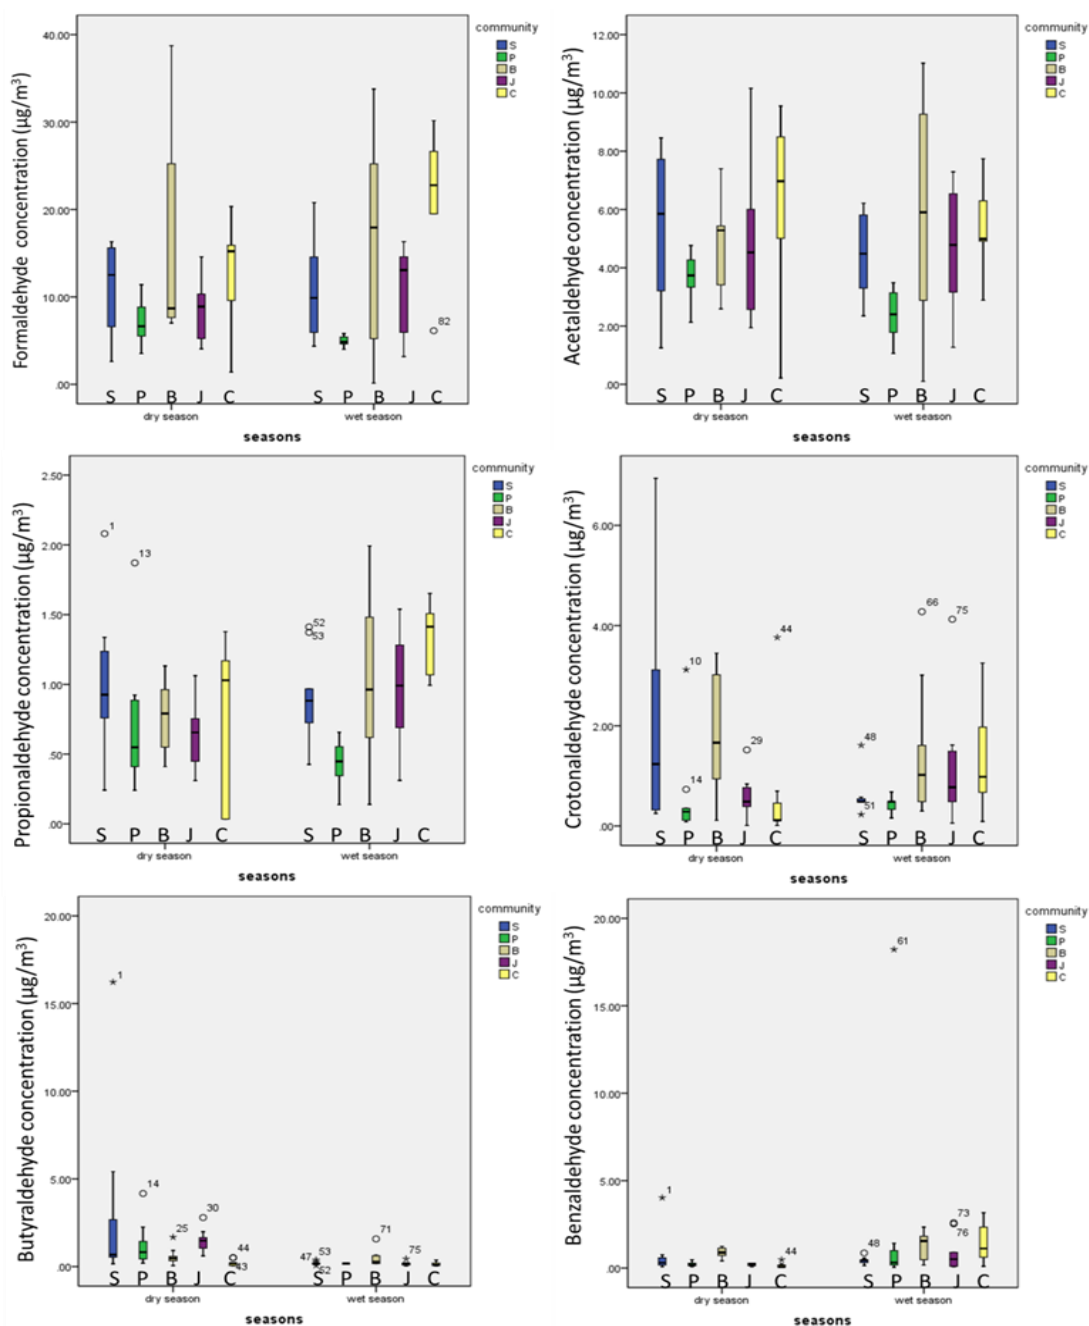 Formaldehyde concentration (µg/m³)
40.00
30.00
20.00
10.00
.00
82
S P B J C S P B J C
dry season wet season
seasons
community
S
P
B
J
C
Acetaldehyde concentration (µg/m³)
12.00
10.00
8.00
6.00
4.00
2.00
.00
S P B J C S P B J C
dry season wet season
seasons
community
S
P
B
J
C
Propionaldehyde concentration (µg/m³)
2.50
2.00
1.50
1.00
.50
.00
1
13
52
53
S P B J C S P B J C
dry season wet season
seasons
community
S
P
B
J
C
Crotonaldehyde concentration (µg/m³)
6.00
4.00
2.00
.00
10
14
29
44
48
51
66
75
S P B J C S P B J C
dry season wet season
seasons
community
S
P
B
J
C
Butyraldehyde concentration (µg/m³)
20.00
15.00
10.00
5.00
.00
1
14
25
30
44
43
47
53
52
71
75
S P B J C S P B J C
dry season wet season
seasons
community
S
P
B
J
C
Benzaldehyde concentration (µg/m³)
20.00
15.00
10.00
5.00
.00
1
44
48
61
73
76
S P B J C S P B J C
dry season wet season
seasons
community
S
P
B
J
C